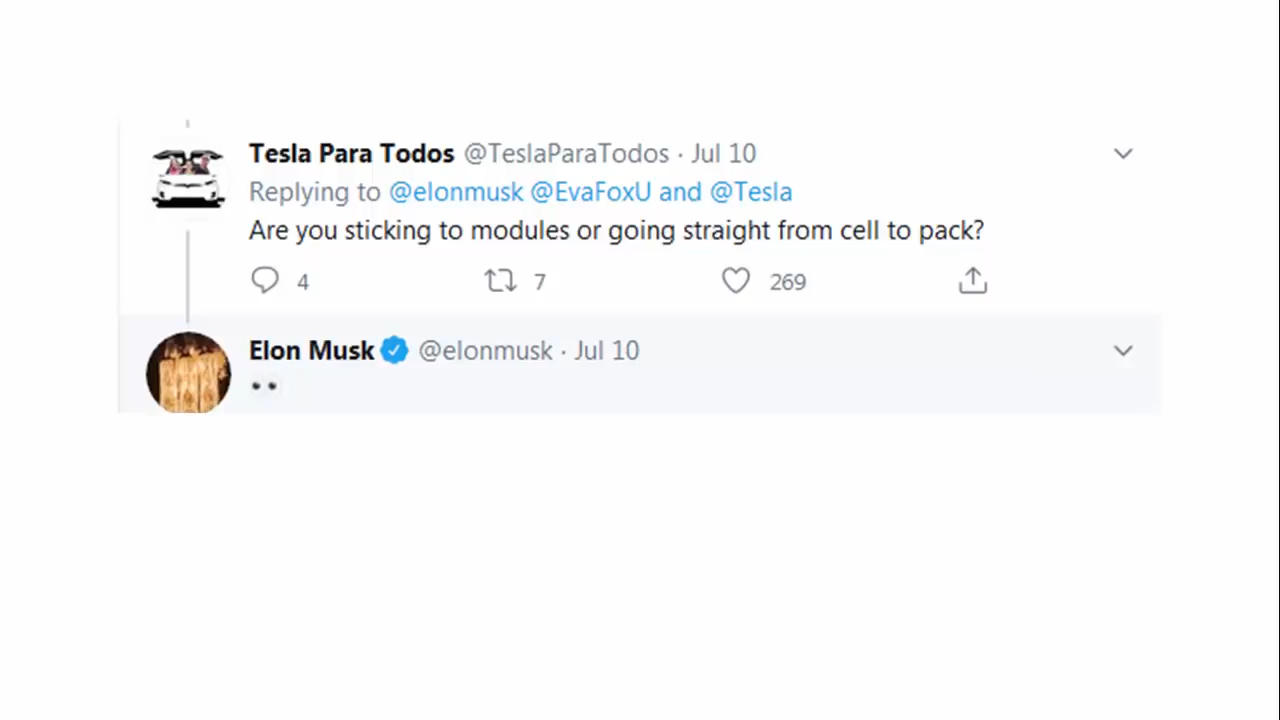 Tesla Para Todos @TeslaParaTodos · Jul 10
Replying to @elonmusk @EvaFoxU and @Tesla
Are you sticking to modules or going straight from cell to pack?
4 7 269
Elon Musk @elonmusk · Jul 10